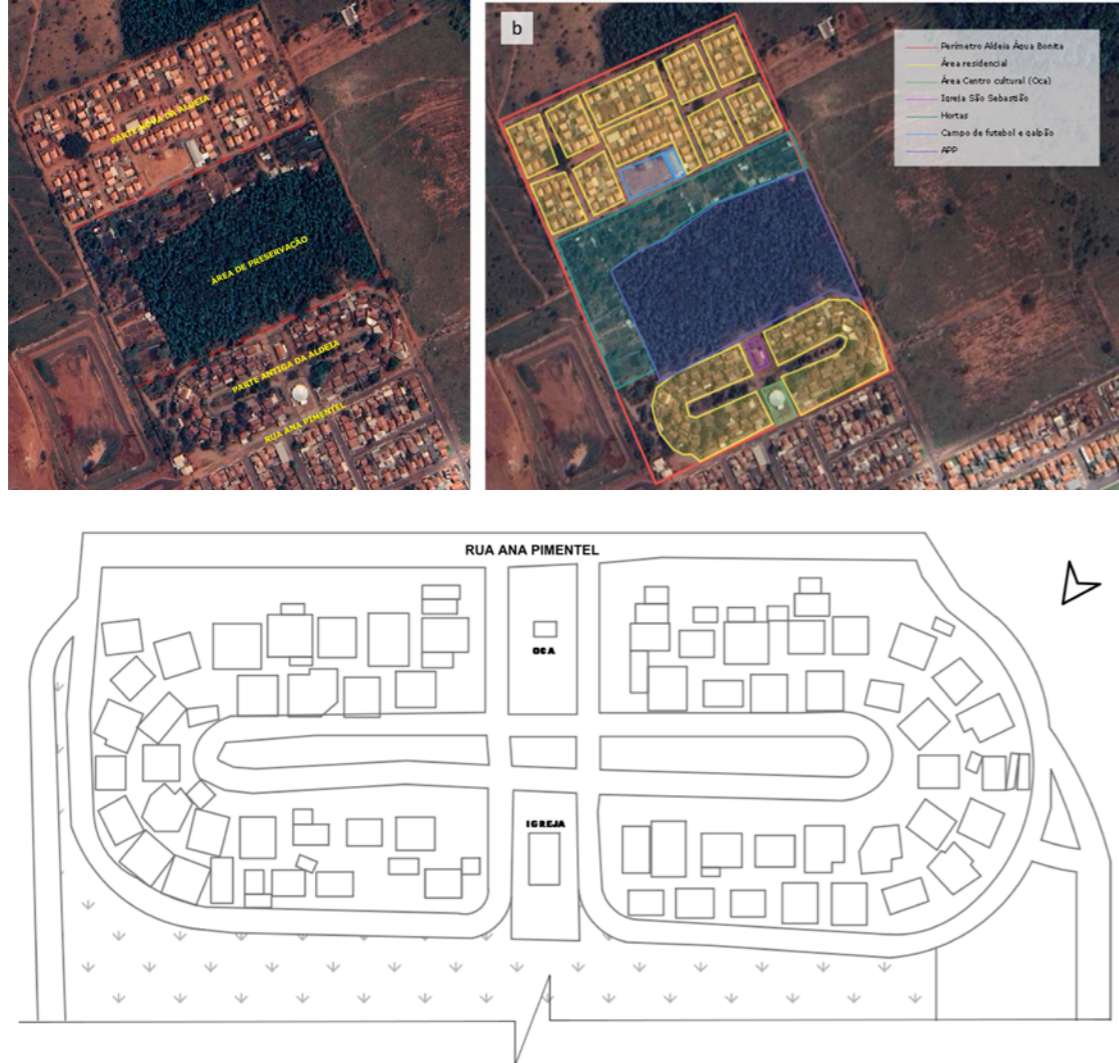 PARTE NOVA DA ALDEIA
ÁREA DE PRESERVAÇÃO
PARTE ANTIGA DA ALDEIA
RUA ANA PIMENTEL
b
Perímetro Aldeia Água Bonita
Área residencial
Área Centro cultural (Oca)
Igreja São Sebastião
Hortas
Campo de futebol e galpão
APP
RUA ANA PIMENTEL
OCA
IGREJA